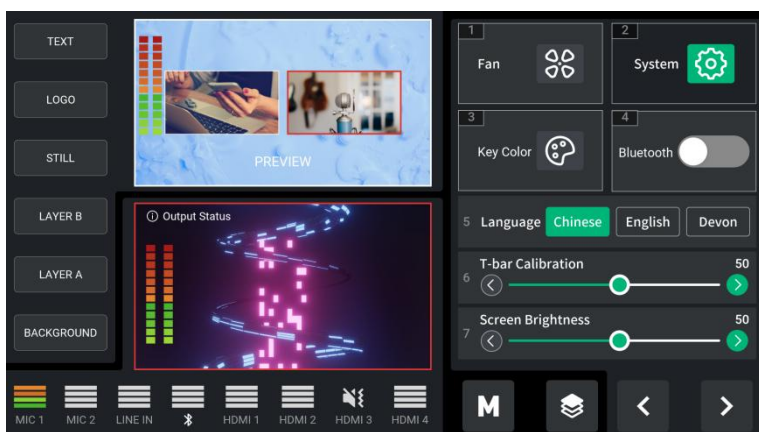 TEXT
LOGO
STILL
LAYER B
LAYER A
BACKGROUND
PREVIEW
Output Status
MIC 1 MIC 2 LINE IN HDMI 1 HDMI 2 HDMI 3 HDMI 4
1
Fan
2
System
3
Key Color
4
Bluetooth
5 Language Chinese English Devon
T-bar Calibration 50
6
Screen Brightness 50
7
M